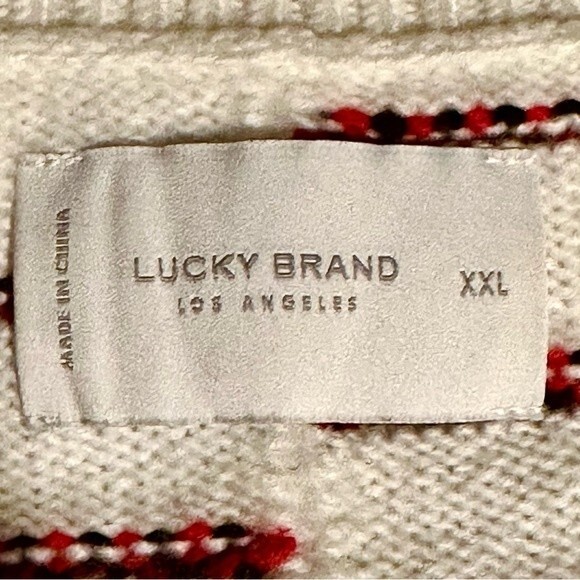 MADE IN CHINA
LUCKY BRAND
LOS ANGELES
XXL